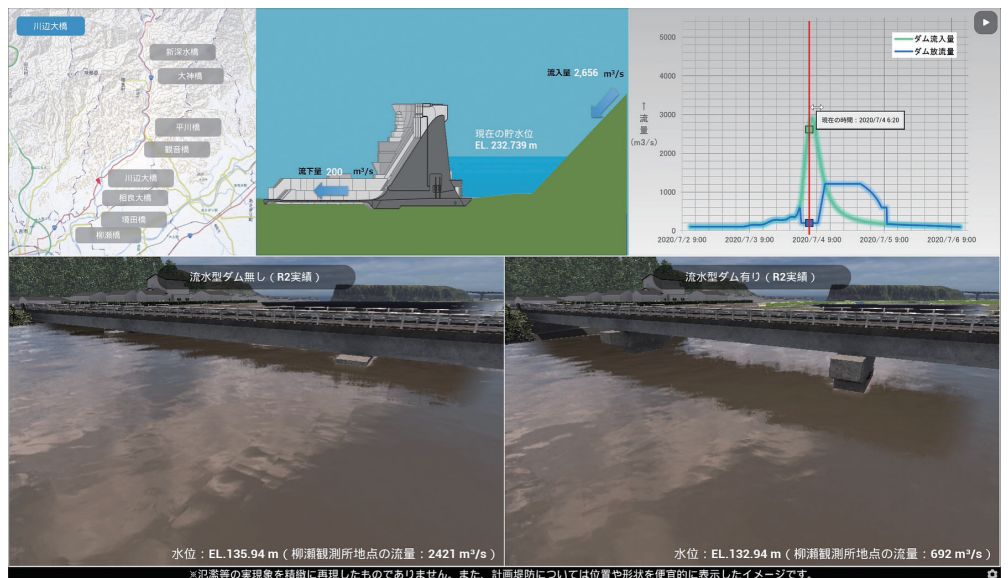 川辺大橋
新深水橋
大神橋
平川橋
観音橋
川辺大橋
相良大橋
境田橋
柳瀬橋
流入量 2,656 m³/s
現在の貯水位
EL. 232.739 m
流下量 200 m³/s
ダム流入量
ダム放流量
↑
流
量
(m3/s)
5000
4000
3000
2000
1000
0
現在の時間 : 2020/7/4 6:20
2020/7/2 9:00 2020/7/3 9:00 2020/7/4 9:00 2020/7/5 9:00 2020/7/6 9:00
流水型ダム無し ( R2実績 )
流水型ダム有り ( R2実績 )
水位 : EL.135.94 m ( 柳瀬観測所地点の流量 : 2421 m³/s )
水位 : EL.132.94 m ( 柳瀬観測所地点の流量 : 692 m³/s )
※氾濫等の実現象を精緻に再現したものでありません。また、計画堤防については位置や形状を便宜的に表示したイメージです。